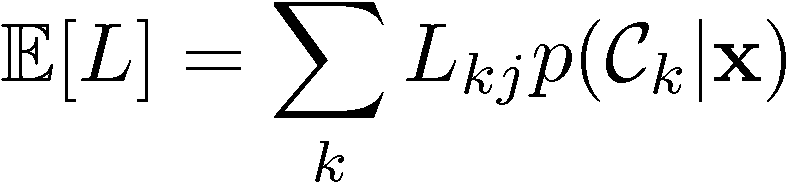 𝔼[L] = ∑_k L_{kj} p(𝒞_k|𝐱)